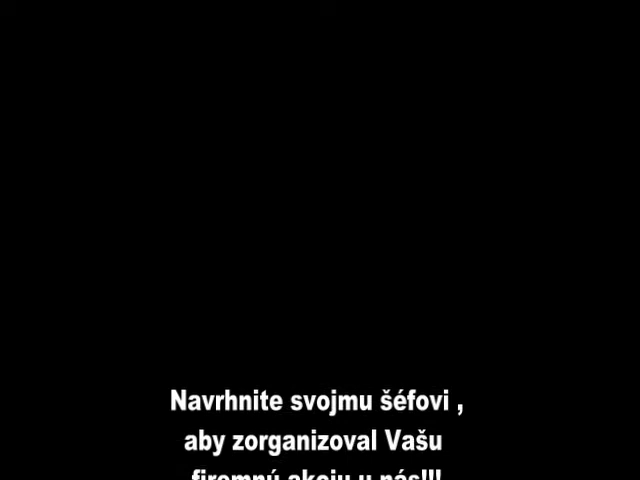 Navrhnite svojmu šéfovi ,
aby zorganizoval Vašu
firemnú akciu u nás!!!